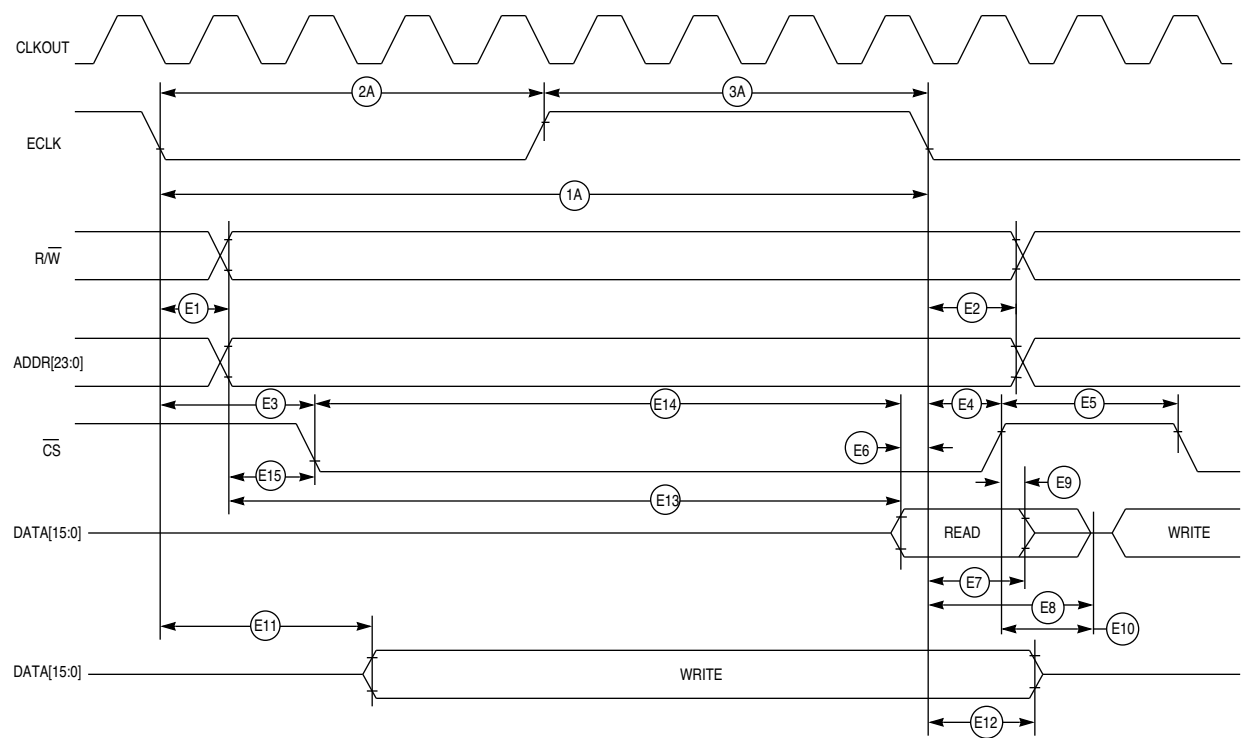 CLKOUT
2A
3A
ECLK
1A
R/W̅
E1
E2
ADDR[23:0]
E3
E14
E4
E5
C̅S̅
E6
E15
E9
E13
DATA[15:0]
READ
WRITE
E7
E8
E10
E11
DATA[15:0]
WRITE
E12